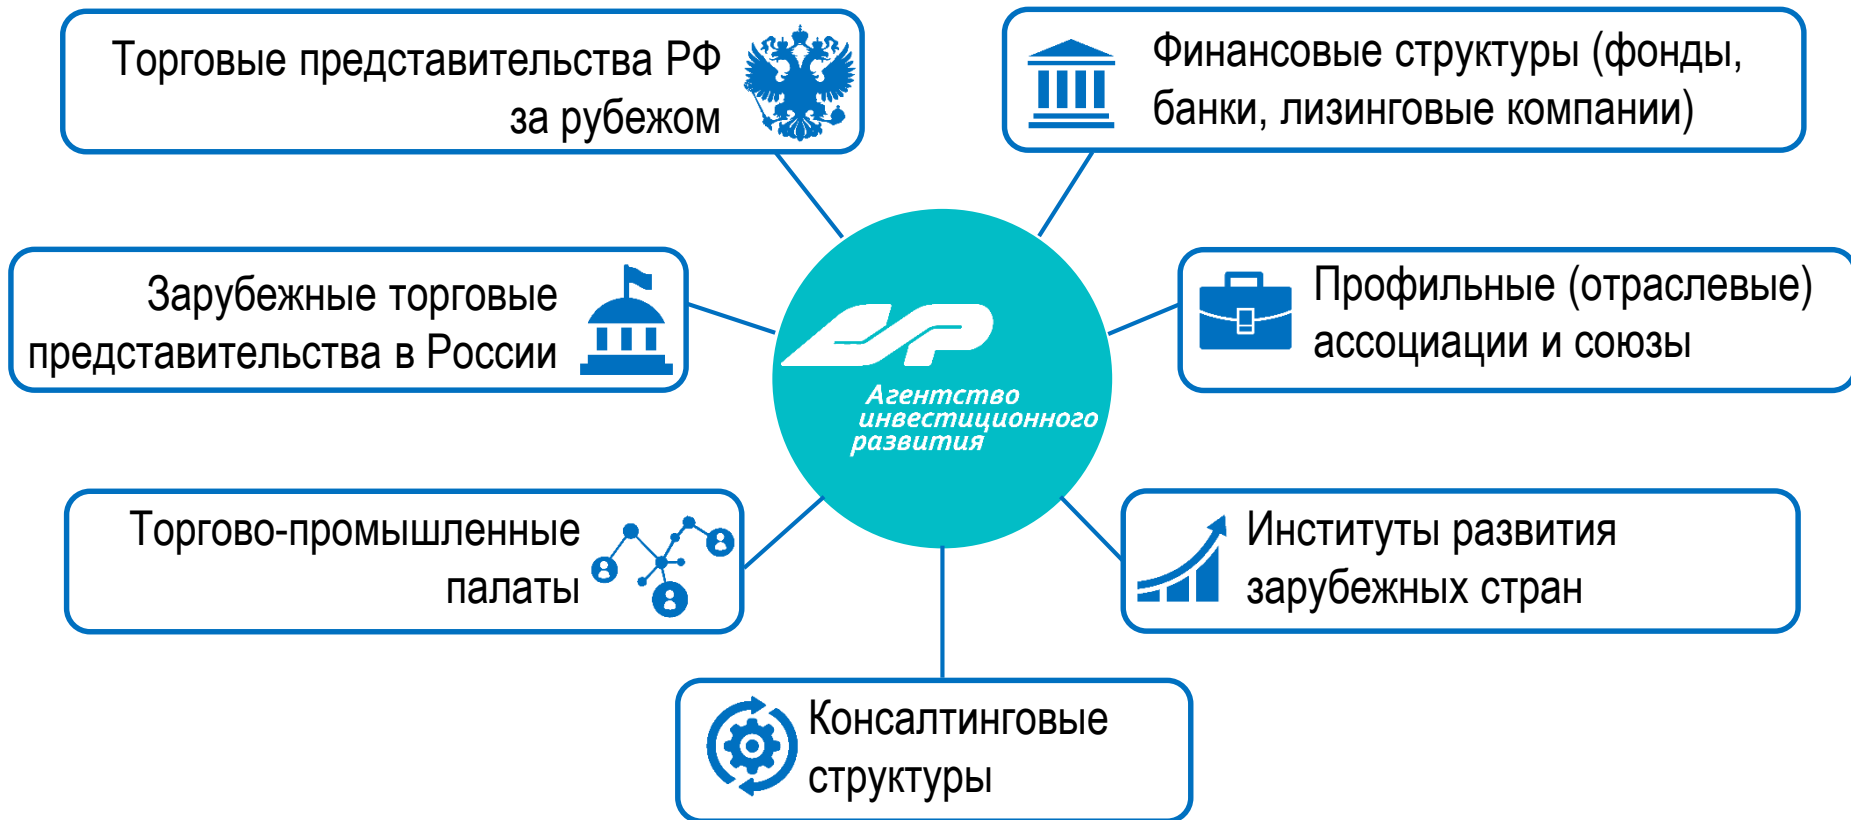 Торговые представительства РФ
за рубежом
Финансовые структуры (фонды,
банки, лизинговые компании)
Зарубежные торговые
представительства в России
Профильные (отраслевые)
ассоциации и союзы
Агентство
инвестиционного
развития
Торгово-промышленные
палаты
Институты развития
зарубежных стран
Консалтинговые
структуры